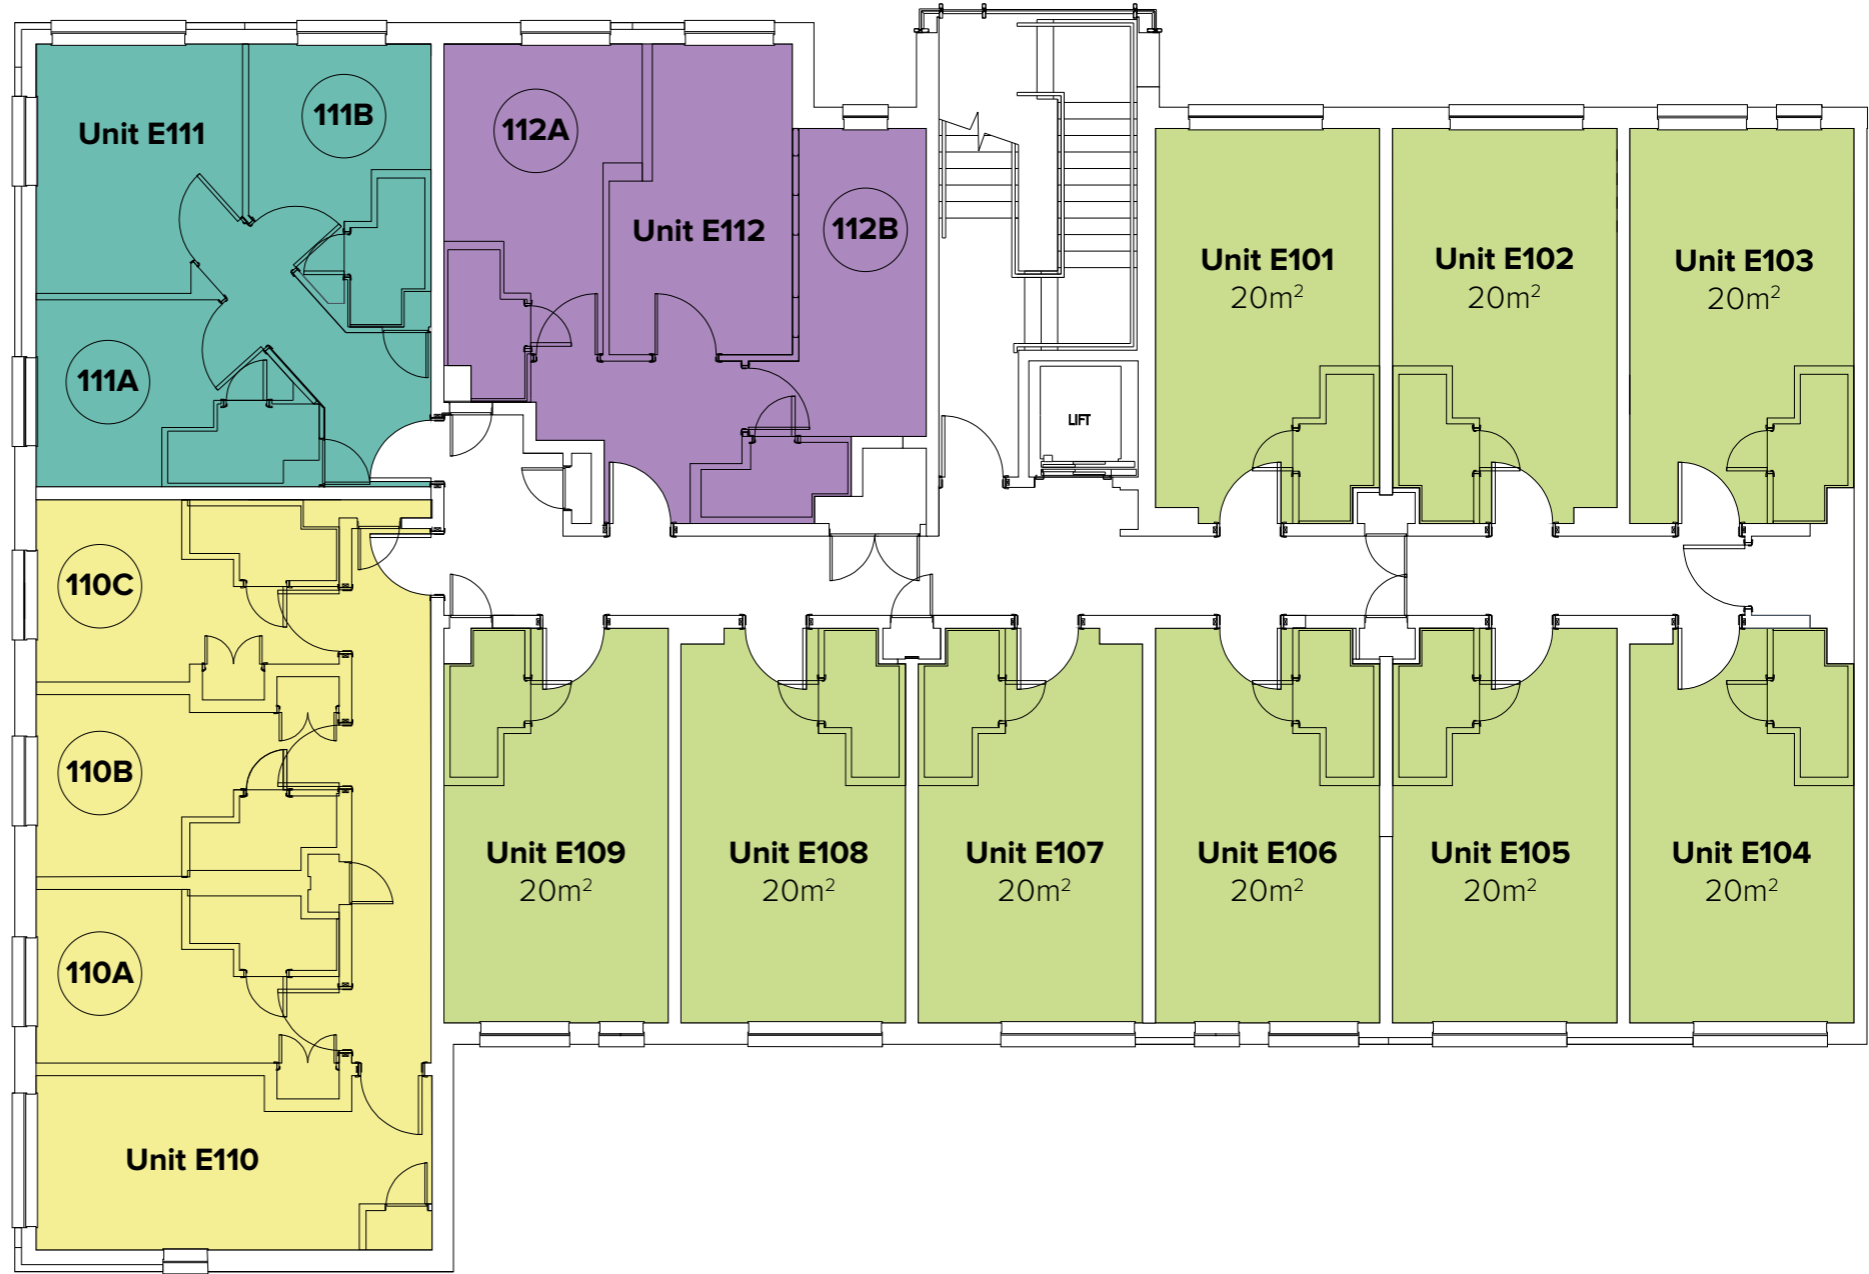 Unit E111
111B
111A
112A
Unit E112
112B
LIFT
Unit E101
20m²
Unit E102
20m²
Unit E103
20m²
110C
110B
110A
Unit E110
Unit E109
20m²
Unit E108
20m²
Unit E107
20m²
Unit E106
20m²
Unit E105
20m²
Unit E104
20m²